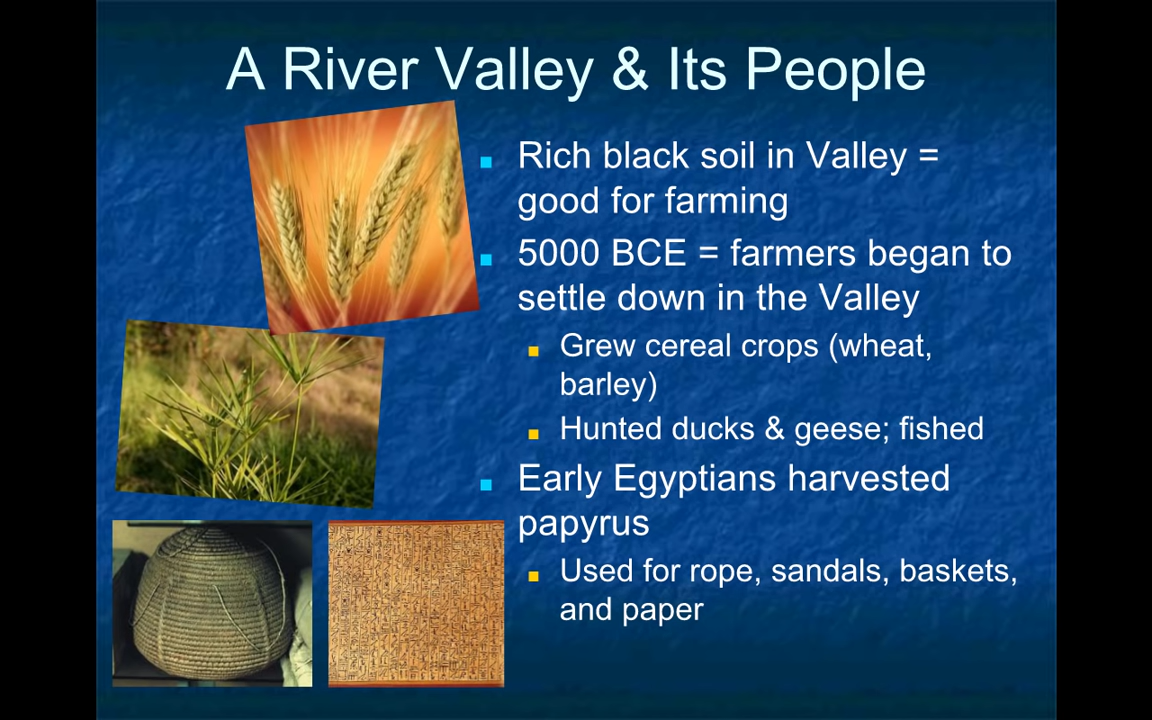 A River Valley & Its People
Rich black soil in Valley =
good for farming
5000 BCE = farmers began to
settle down in the Valley
Grew cereal crops (wheat,
barley)
Hunted ducks & geese; fished
Early Egyptians harvested
papyrus
Used for rope, sandals, baskets,
and paper